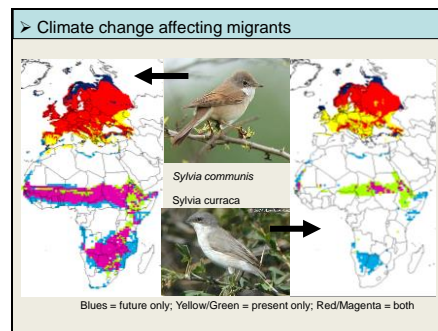 ➢ Climate change affecting migrants
Sylvia communis
Sylvia curraca
Blues = future only; Yellow/Green = present only; Red/Magenta = both